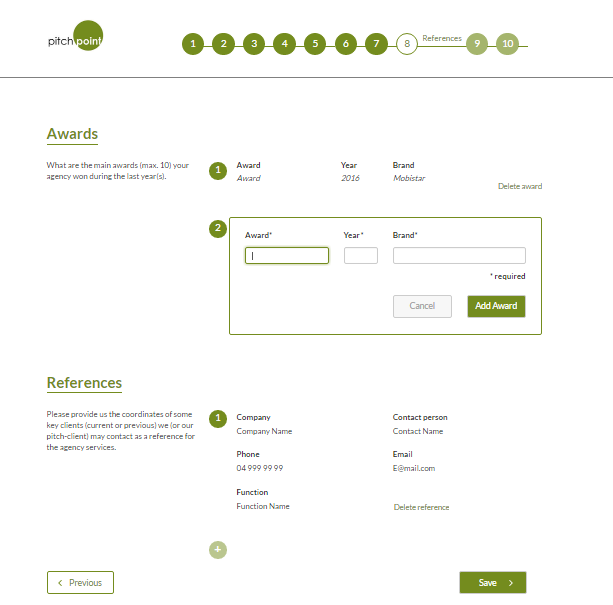 pitch point
1 2 3 4 5 6 7 8 References 9 10
Awards
What are the main awards (max. 10) your
agency won during the last year(s).
1
Award Year Brand
Award 2016 Mobistar
Delete award
2
Award* Year* Brand*
* required
Cancel Add Award
References
Please provide us the coordinates of some
key clients (current or previous) we (or our
pitch-client) may contact as a reference for
the agency services.
1
Company Contact person
Company Name Contact Name
Phone Email
04 999 99 99 E@mail.com
Function
Function Name Delete reference
+
< Previous Save >